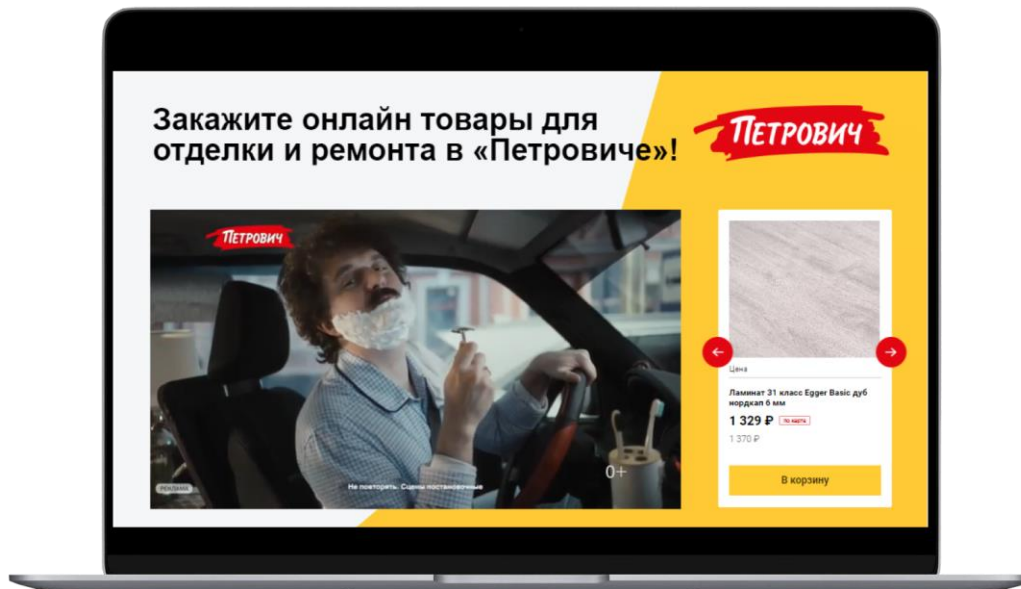 Закажите онлайн товары для
отделки и ремонта в «Петровиче»!
ПЕТРОВИЧ
ПЕТРОВИЧ
0+
РЕКЛАМА
Не повторять. Сцены постановочные
Цена
Ламинат 31 класс Egger Basic дуб
нордкап 6 мм
1 329 ₽ по карте
1 370 ₽
В корзину